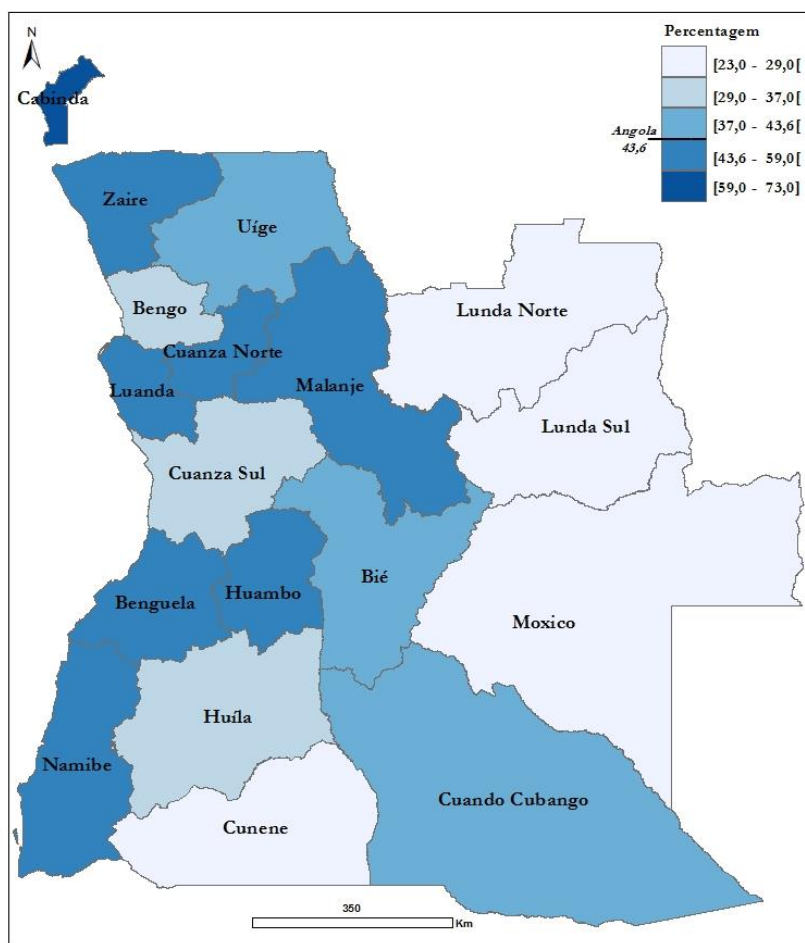 Percentagem
[23,0 - 29,0[
[29,0 - 37,0[
[37,0 - 43,6[
Angola
43,6
[43,6 - 59,0[
[59,0 - 73,0]
N
Cabinda
Zaire
Uíge
Bengo
Lunda Norte
Cuanza Norte
Luanda
Malanje
Lunda Sul
Cuanza Sul
Bié
Benguela
Huambo
Moxico
Huíla
Namibe
Cuando Cubango
Cunene
350
Km